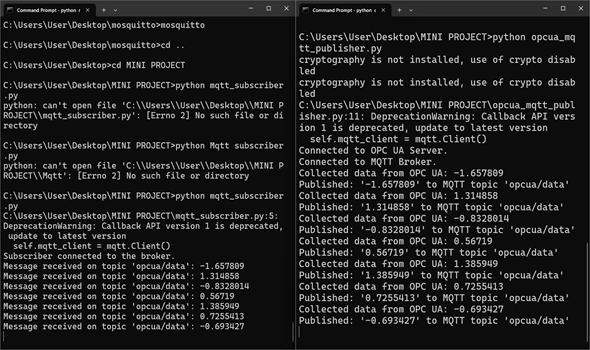 Command Prompt - python o
C:\Users\User\Desktop\mosquitto>mosquitto
C:\Users\User\Desktop\mosquitto>cd ..
C:\Users\User\Desktop>cd MINI PROJECT
C:\Users\User\Desktop\MINI PROJECT>python mqtt_subscriber
.py
python: can't open file 'C:\\Users\\User\\Desktop\\MINI P
ROJECT\\mqtt_subscriber.py': [Errno 2] No such file or di
rectory
C:\Users\User\Desktop\MINI PROJECT>python Mqtt subscriber
.py
python: can't open file 'C:\\Users\\User\\Desktop\\MINI P
ROJECT\\Mqtt': [Errno 2] No such file or directory
C:\Users\User\Desktop\MINI PROJECT>python mqtt_subscriber
.py
C:\Users\User\Desktop\MINI PROJECT\mqtt_subscriber.py:5:
DeprecationWarning: Callback API version 1 is deprecated,
update to latest version
self.mqtt_client = mqtt.Client()
Subscriber connected to the broker.
Message received on topic 'opcua/data': -1.657809
Message received on topic 'opcua/data': 1.314858
Message received on topic 'opcua/data': -0.8328014
Message received on topic 'opcua/data': 0.56719
Message received on topic 'opcua/data': 1.385949
Message received on topic 'opcua/data': 0.7255413
Message received on topic 'opcua/data': -0.693427
Command Prompt - python o
C:\Users\User\Desktop\MINI PROJECT>python opcua_mq
tt_publisher.py
cryptography is not installed, use of crypto disab
led
cryptography is not installed, use of crypto disab
led
C:\Users\User\Desktop\MINI PROJECT\opcua_mqtt_publ
isher.py:11: DeprecationWarning: Callback API vers
ion 1 is deprecated, update to latest version
self.mqtt_client = mqtt.Client()
Connected to OPC UA Server.
Connected to MQTT Broker.
Collected data from OPC UA: -1.657809
Published: '-1.657809' to MQTT topic 'opcua/data'
Collected data from OPC UA: 1.314858
Published: '1.314858' to MQTT topic 'opcua/data'
Collected data from OPC UA: -0.8328014
Published: '-0.8328014' to MQTT topic 'opcua/data'
Collected data from OPC UA: 0.56719
Published: '0.56719' to MQTT topic 'opcua/data'
Collected data from OPC UA: 1.385949
Published: '1.385949' to MQTT topic 'opcua/data'
Collected data from OPC UA: 0.7255413
Published: '0.7255413' to MQTT topic 'opcua/data'
Collected data from OPC UA: -0.693427
Published: '-0.693427' to MQTT topic 'opcua/data'